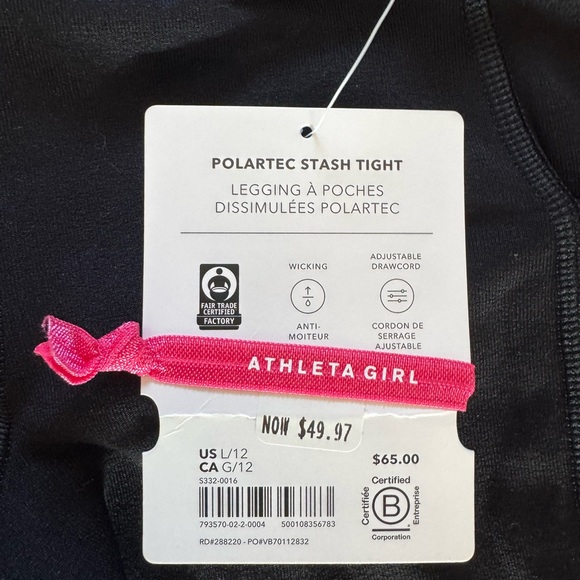 POLARTEC STASH TIGHT
LEGGING À POCHES
DISSIMULÉES POLARTEC
FAIR TRADE
CERTIFIED
FACTORY
WICKING
ANTI-
MOITEUR
ADJUSTABLE
DRAWCORD
CORDON DE
SERRAGE
AJUSTABLE
ATHLETA GIRL
NOW $49.97
US L/12
CA G/12
S332-0016
$65.00
793570-02-2-0004 500108356783
RD#288220 - PO#VB70112832
Certified
Certifiée
B
Entreprise
Corporation